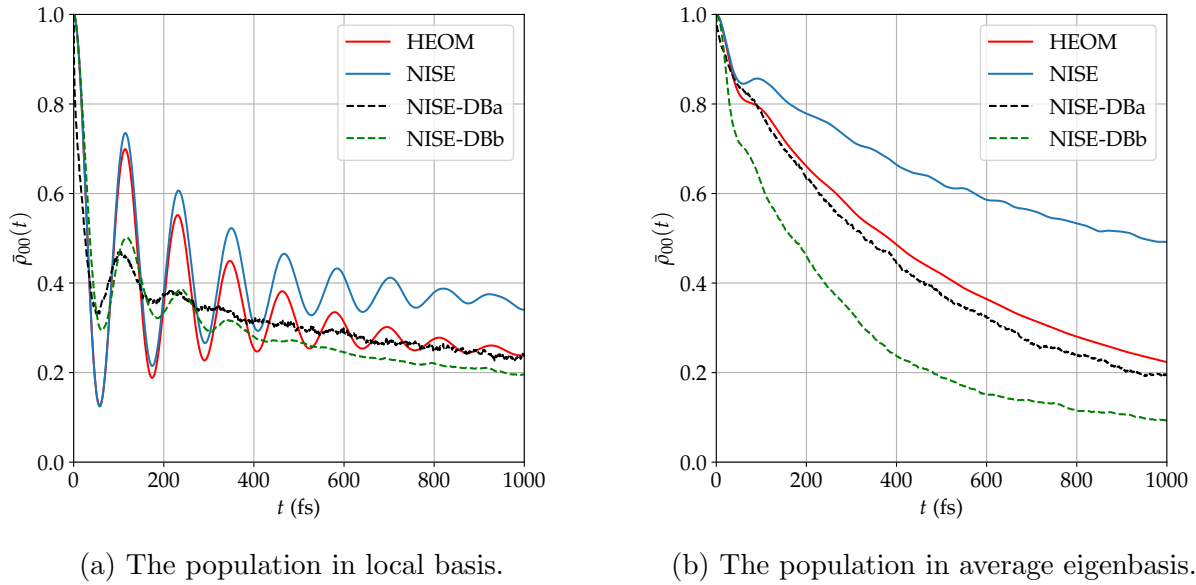 1.0
0.8
0.6
0.4
0.2
0.0
ρ̄₀₀(t)
HEOM
NISE
NISE-DBa
NISE-DBb
0 200 400 600 800 1000
t (fs)
(a) The population in local basis.
1.0
0.8
0.6
0.4
0.2
0.0
ρ̄₀₀(t)
HEOM
NISE
NISE-DBa
NISE-DBb
0 200 400 600 800 1000
t (fs)
(b) The population in average eigenbasis.